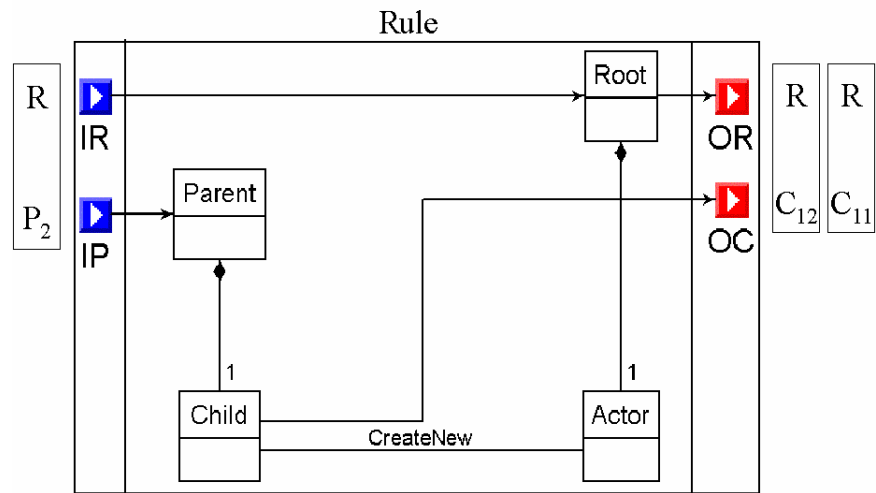 Rule
R
IR
Root
OR
R
R
P2
IP
Parent
OC
C12
C11
1
1
Child
Actor
CreateNew